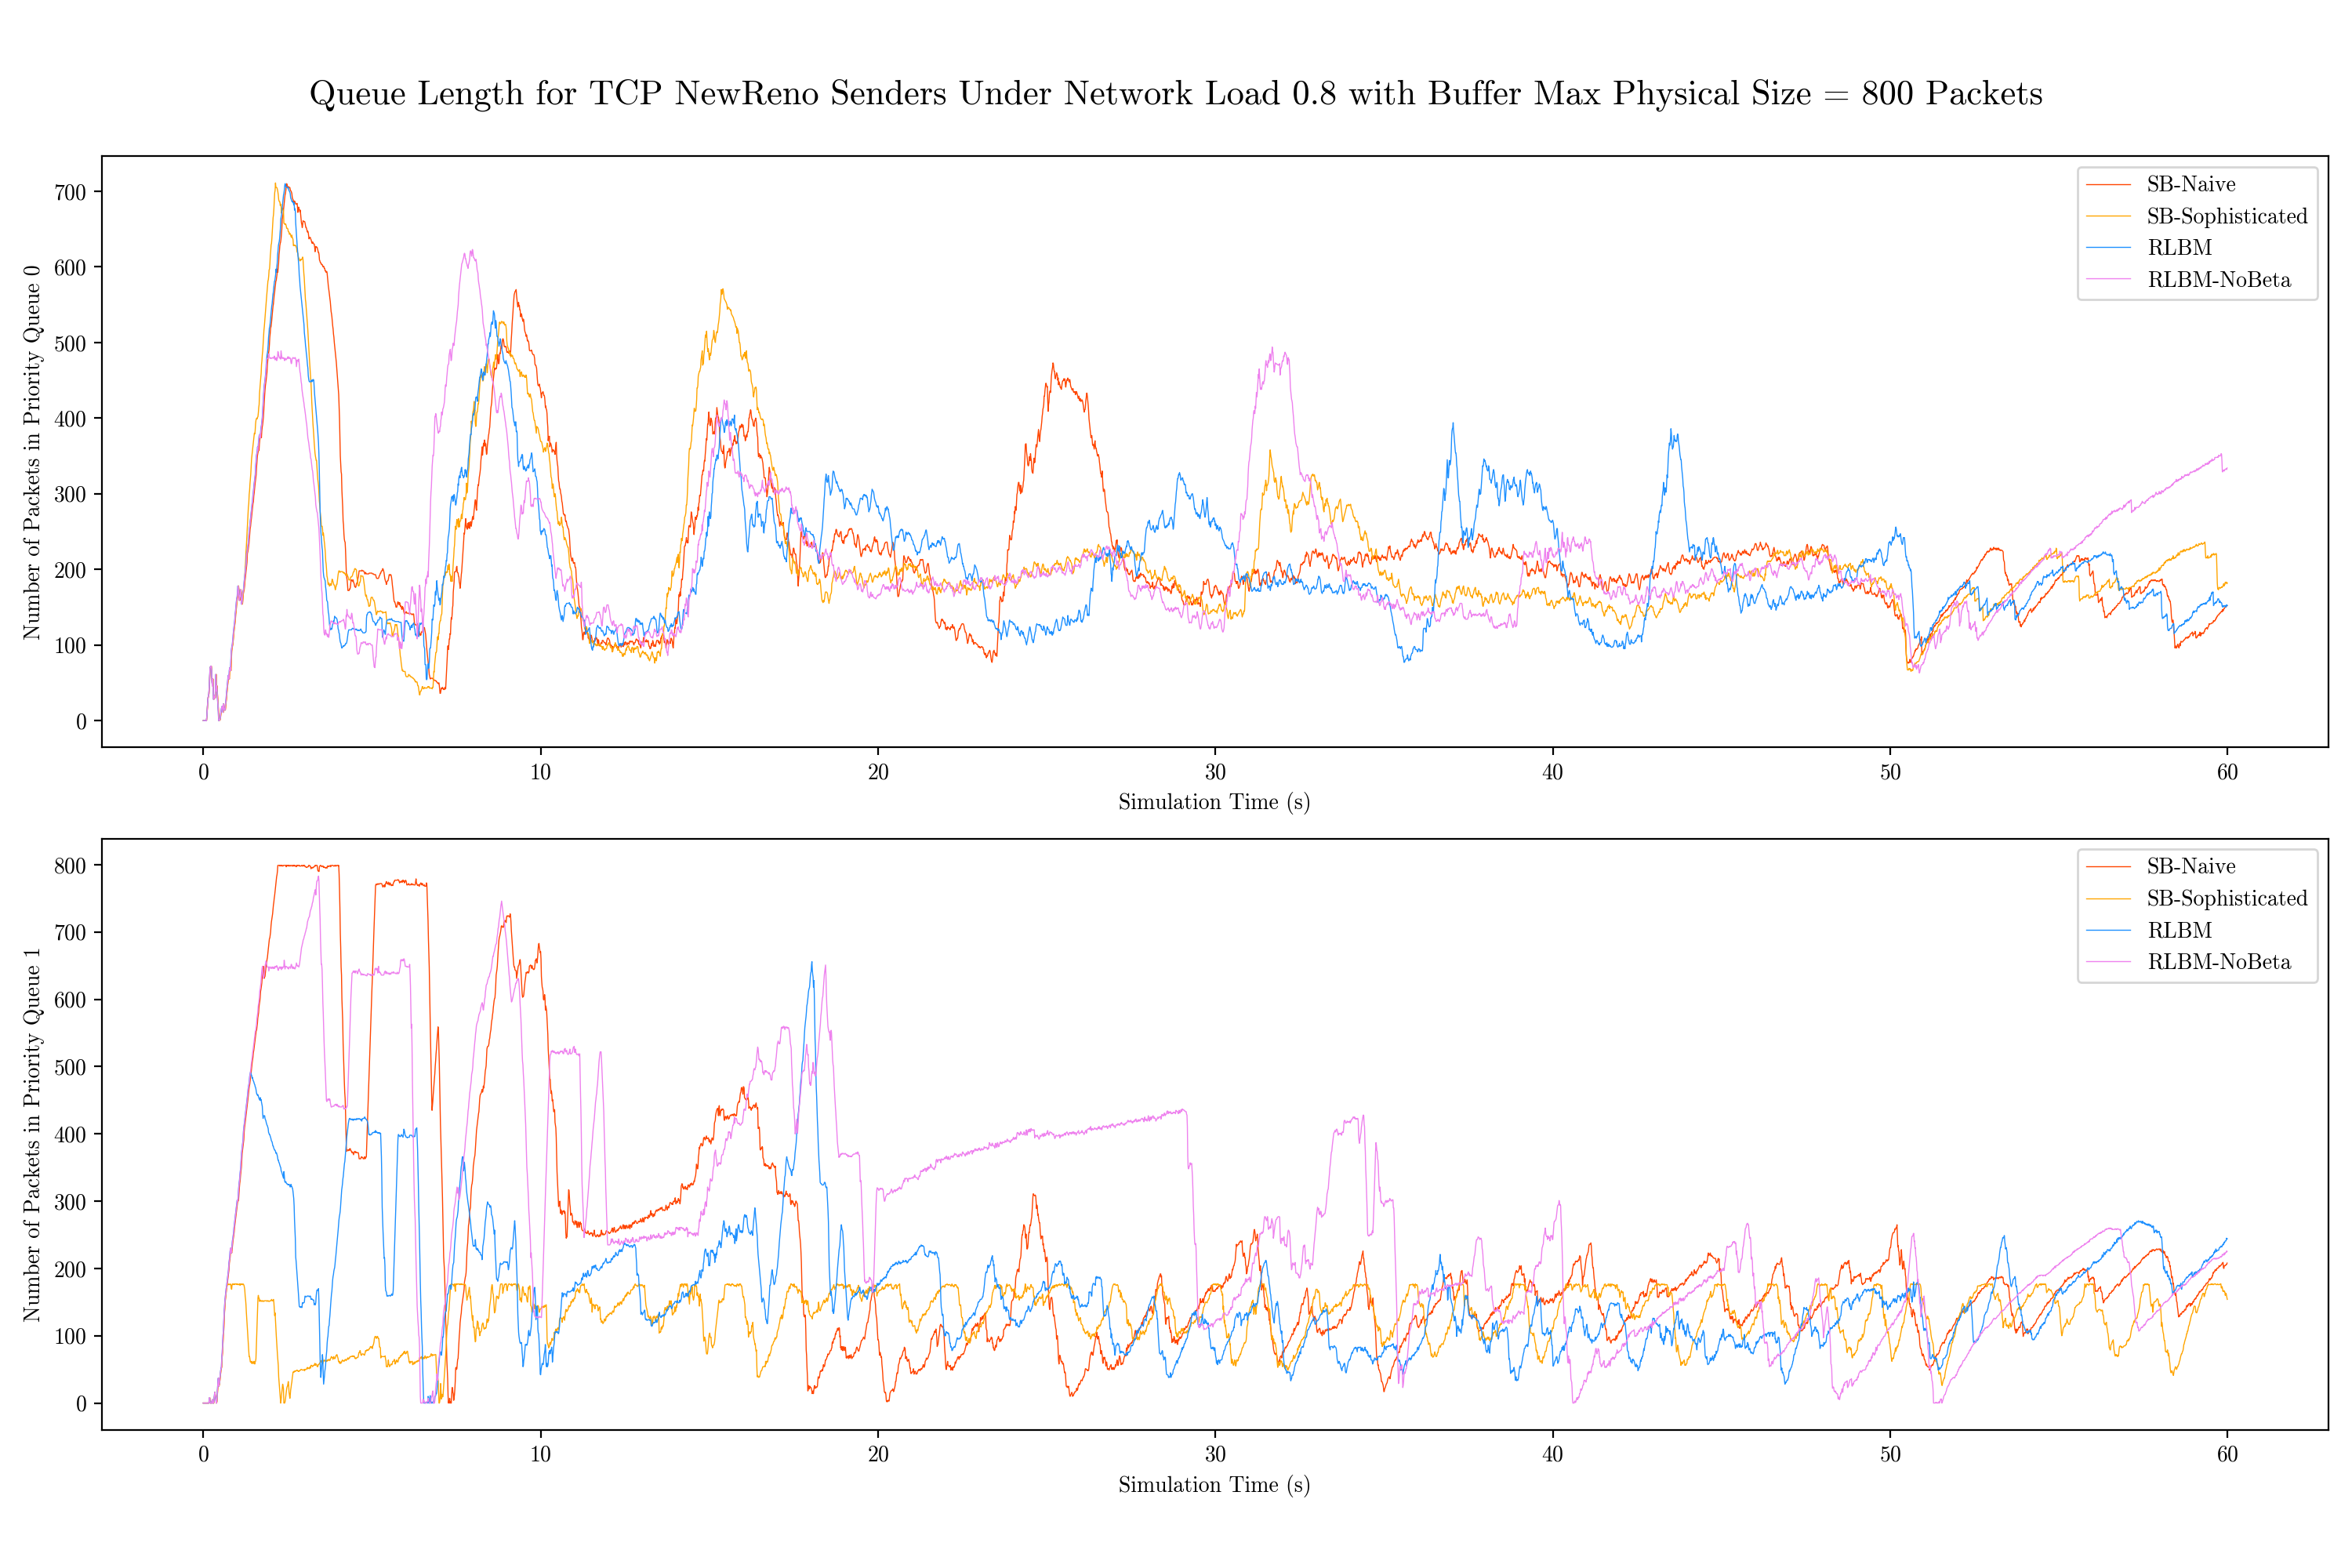 Queue Length for TCP NewReno Senders Under Network Load 0.8 with Buffer Max Physical Size = 800 Packets
Number of Packets in Priority Queue 0
700
600
500
400
300
200
100
0
SB-Naive
SB-Sophisticated
RLBM
RLBM-NoBeta
0 10 20 30 40 50 60
Simulation Time (s)
Number of Packets in Priority Queue 1
800
700
600
500
400
300
200
100
0
SB-Naive
SB-Sophisticated
RLBM
RLBM-NoBeta
0 10 20 30 40 50 60
Simulation Time (s)